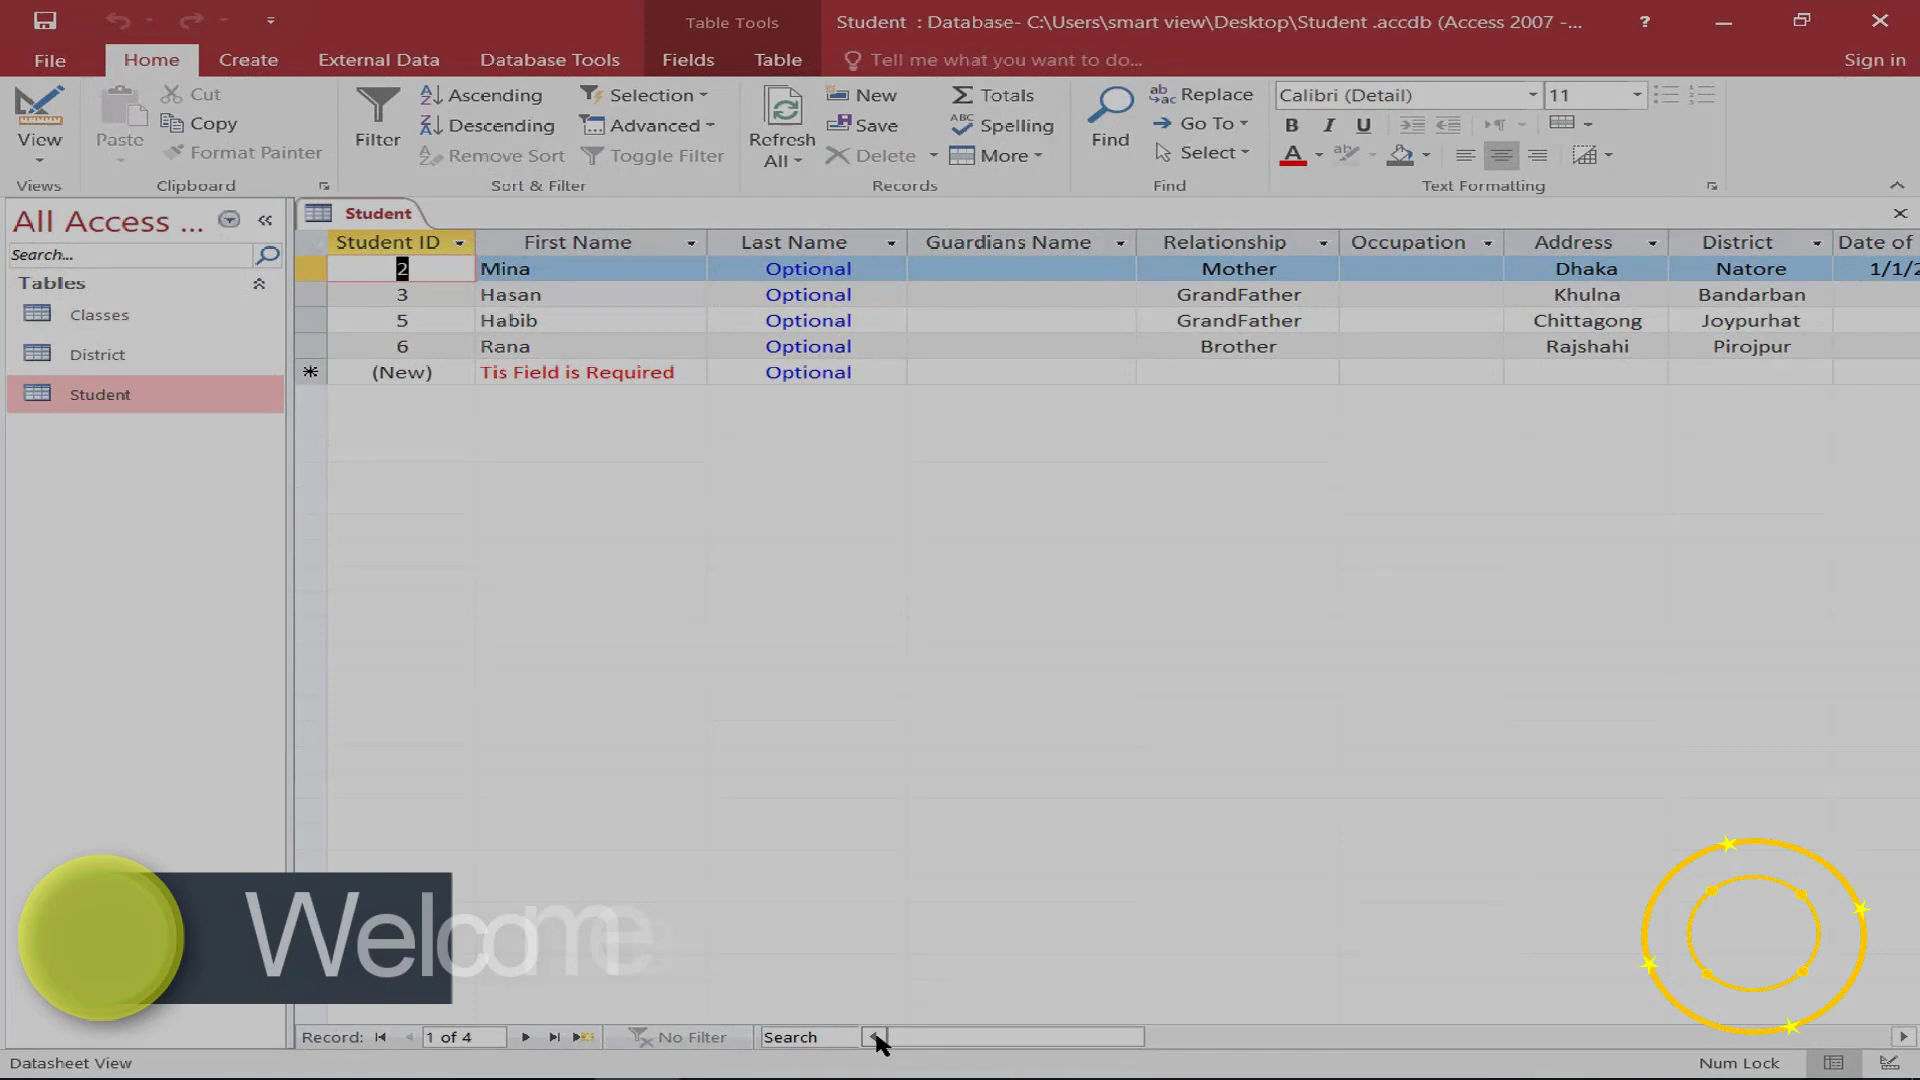 Table Tools
Student : Database- C:\Users\smart view\Desktop\Student .accdb (Access 2007 -...
?
File
Home
Create
External Data
Database Tools
Fields
Table
Tell me what you want to do...
Sign in
View
Paste
Cut
Copy
Format Painter
Filter
Ascending
Descending
Remove Sort
Selection
Advanced
Toggle Filter
Refresh
All
New
Save
Delete
Totals
Spelling
More
Find
Replace
Go To
Select
Calibri (Detail)
11
B I U
A
Views
Clipboard
Sort & Filter
Records
Find
Text Formatting
All Access ...
Search...
Tables
Classes
District
Student
Student
Student ID First Name Last Name Guardians Name Relationship Occupation Address District Date of
2 Mina Optional Mother Dhaka Natore 1/1/2
3 Hasan Optional GrandFather Khulna Bandarban
5 Habib Optional GrandFather Chittagong Joypurhat
6 Rana Optional Brother Rajshahi Pirojpur
(New) Tis Field is Required Optional
Welcome
Record: 1 of 4 No Filter Search
Datasheet View
Num Lock